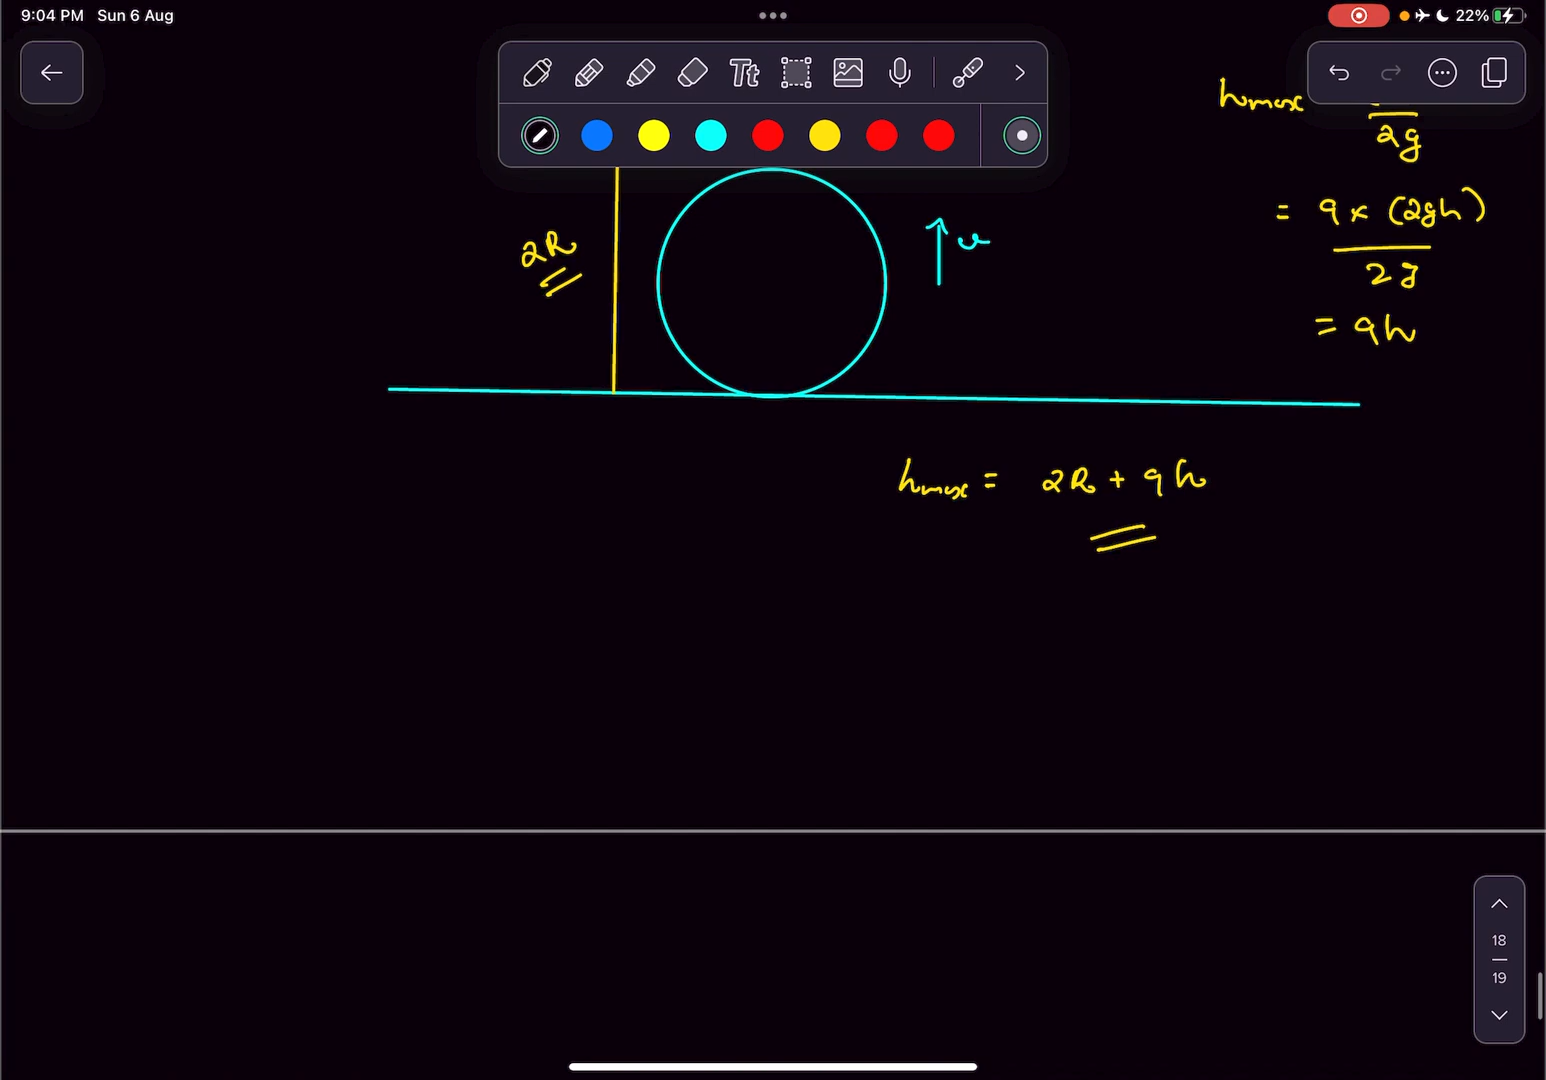 9:04 PM Sun 6 Aug
22%
Tt
hmax
2g
= 9 × (2gh)
2g
= 9h
2R
v
hmax = 2R + 9h
18
19